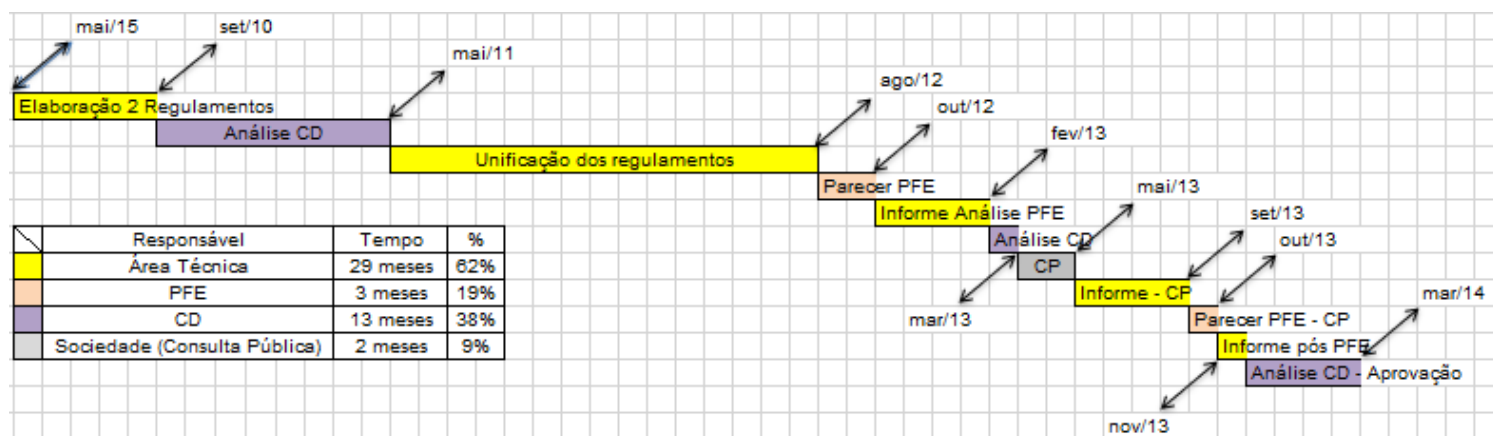 mai/15
set/10
mai/11
ago/12
out/12
fev/13
mai/13
set/13
out/13
mar/14
Elaboração 2 Regulamentos
Análise CD
Unificação dos regulamentos
Parecer PFE
Informe Análise PFE
Análise CD
CP
Informe - CP
mar/13
Parecer PFE - CP
Informe pós PFE
Análise CD - Aprovação
nov/13
Responsável Tempo %
Área Técnica 29 meses 62%
PFE 3 meses 19%
CD 13 meses 38%
Sociedade (Consulta Pública) 2 meses 9%